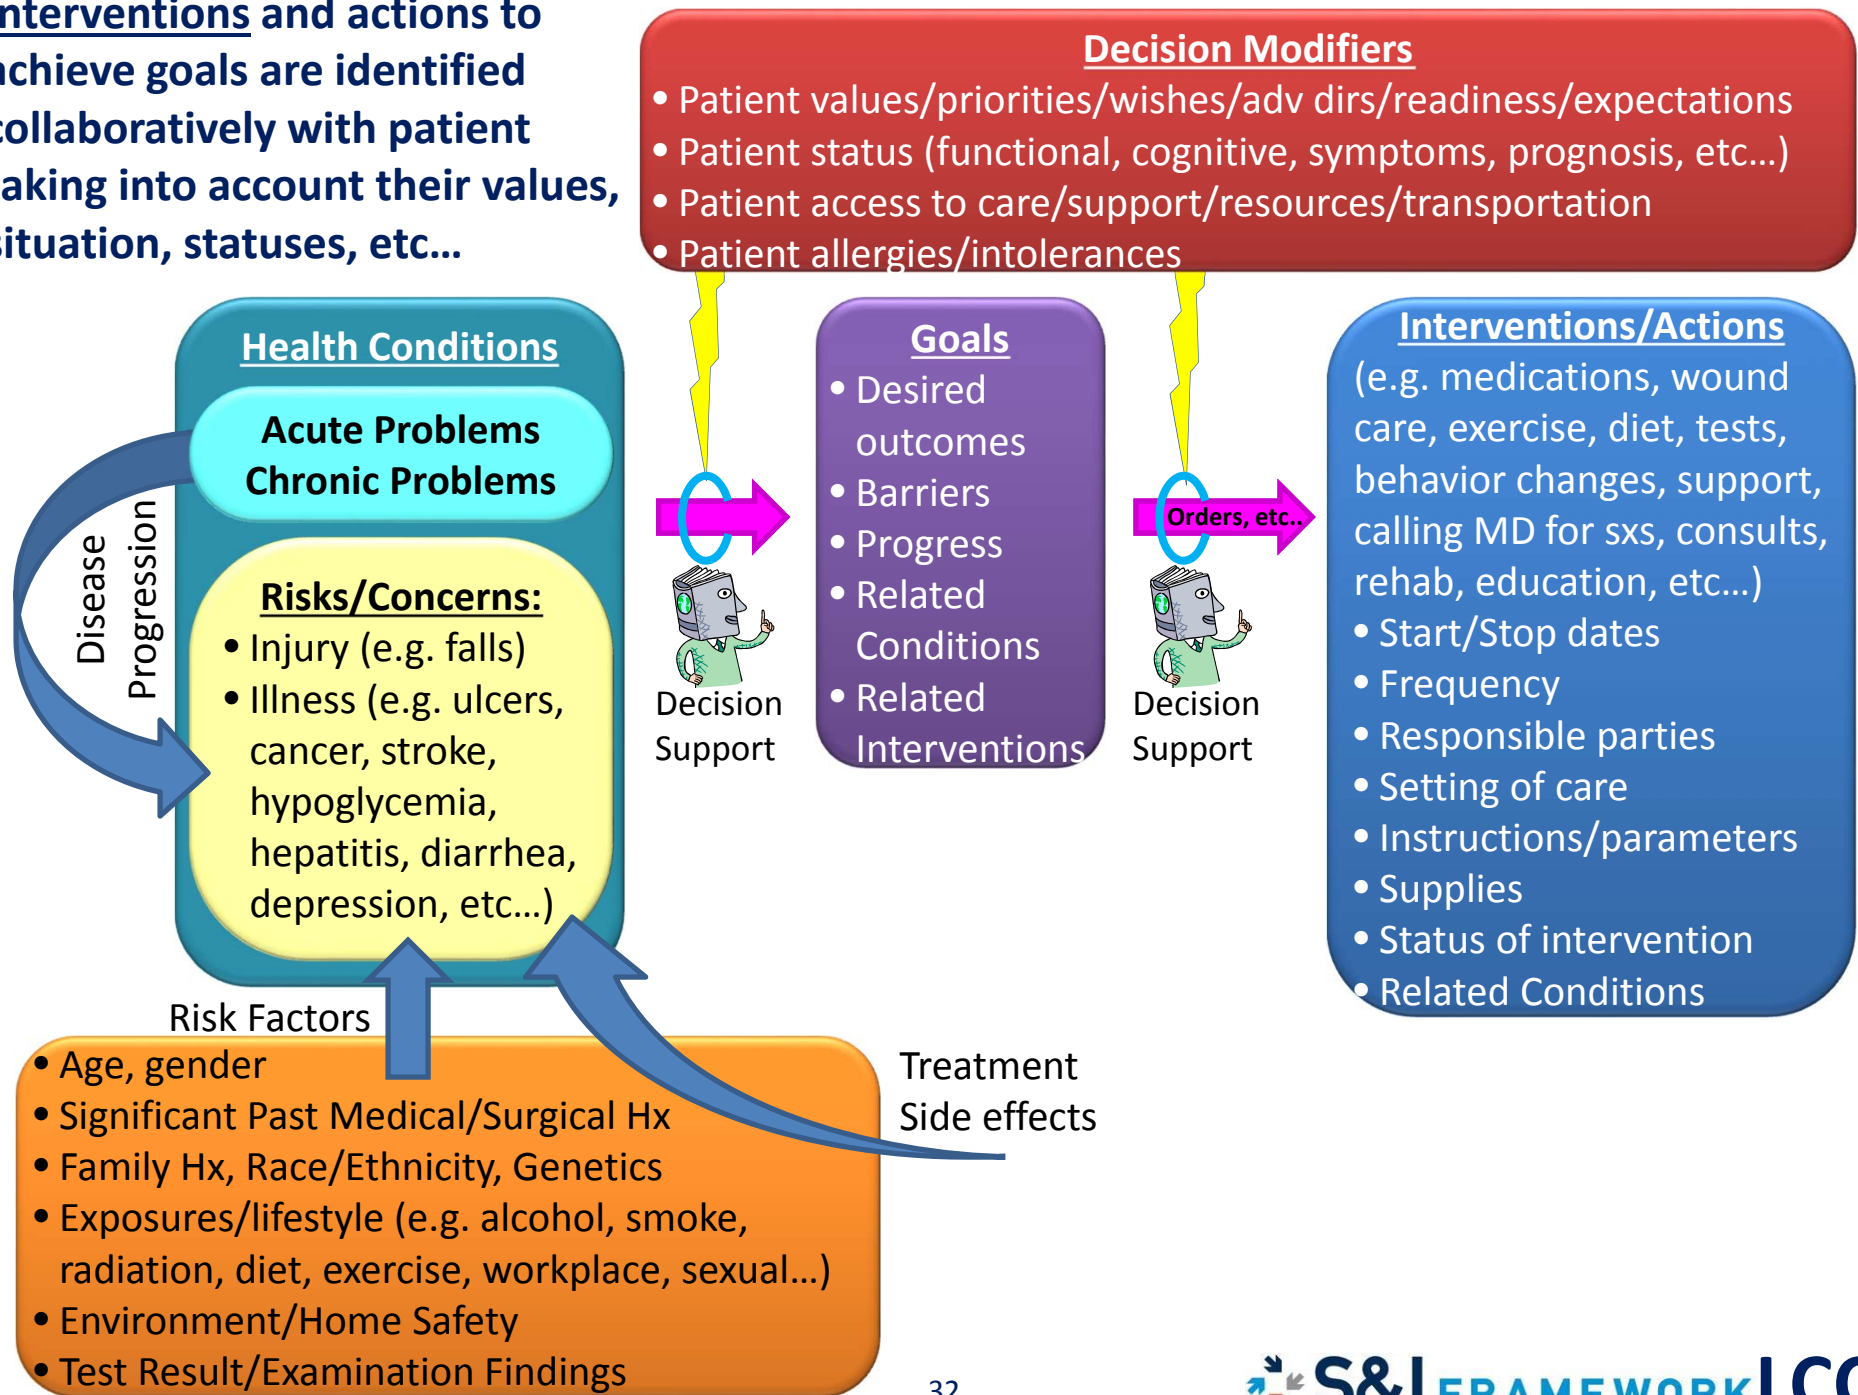 nterventions and actions to
achieve goals are identified
collaboratively with patient
taking into account their values,
situation, statuses, etc...
Decision Modifiers
• Patient values/priorities/wishes/adv dirs/readiness/expectations
• Patient status (functional, cognitive, symptoms, prognosis, etc...)
• Patient access to care/support/resources/transportation
• Patient allergies/intolerances
Health Conditions
Acute Problems
Chronic Problems
Disease
Progression
Risks/Concerns:
• Injury (e.g. falls)
• Illness (e.g. ulcers,
cancer, stroke,
hypoglycemia,
hepatitis, diarrhea,
depression, etc...)
Decision
Support
Goals
• Desired
outcomes
• Barriers
• Progress
• Related
Conditions
• Related
Interventions
Orders, etc..
Decision
Support
Interventions/Actions
(e.g. medications, wound
care, exercise, diet, tests,
behavior changes, support,
calling MD for sxs, consults,
rehab, education, etc...)
• Start/Stop dates
• Frequency
• Responsible parties
• Setting of care
• Instructions/parameters
• Supplies
• Status of intervention
• Related Conditions
Risk Factors
• Age, gender
• Significant Past Medical/Surgical Hx
• Family Hx, Race/Ethnicity, Genetics
• Exposures/lifestyle (e.g. alcohol, smoke,
radiation, diet, exercise, workplace, sexual...)
• Environment/Home Safety
• Test Result/Examination Findings
Treatment
Side effects
32
S&I FRAMEWORK LCC